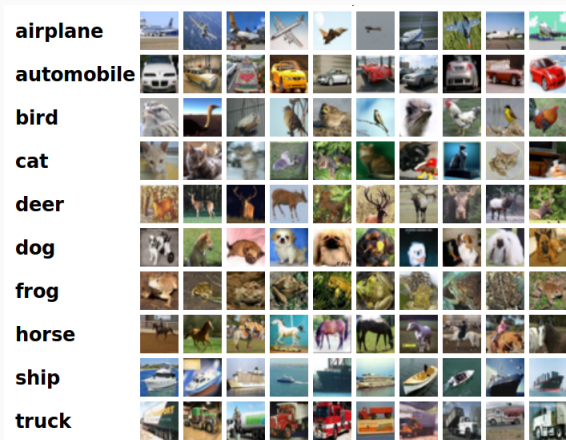 airplane
automobile
bird
cat
deer
dog
frog
horse
ship
truck